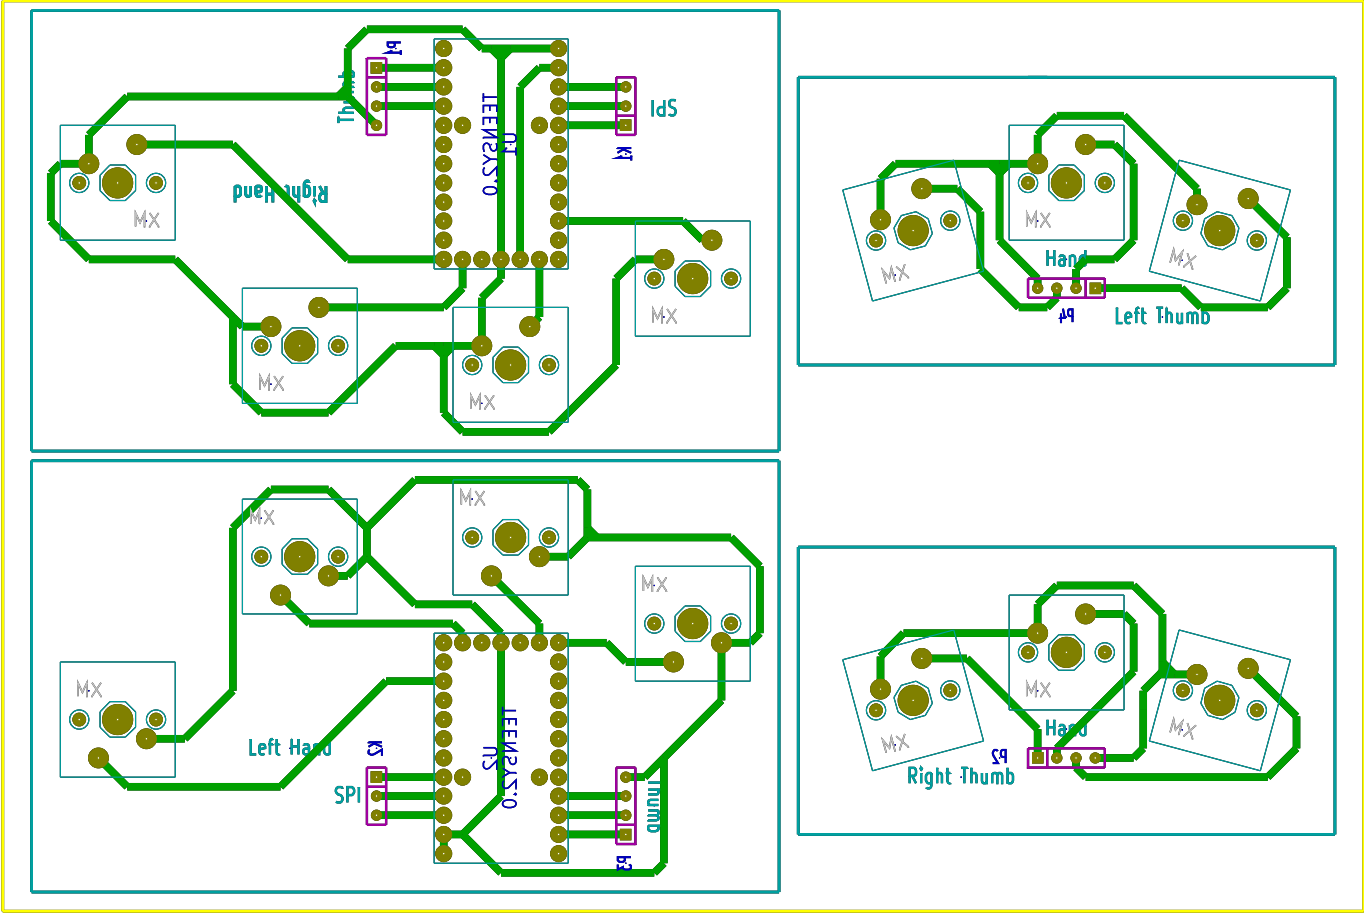 P1
Thumb
TEENSY2.0
U1
SPI
K1
Right Hand
MX
MX
MX
MX
MX
MX
MX
Hand
P4
Left Thumb
MX
MX
MX
MX
Left Hand
K2
SPI
TEENSY2.0
U2
Thumb
P3
MX
MX
MX
Hand
P2
Right Thumb